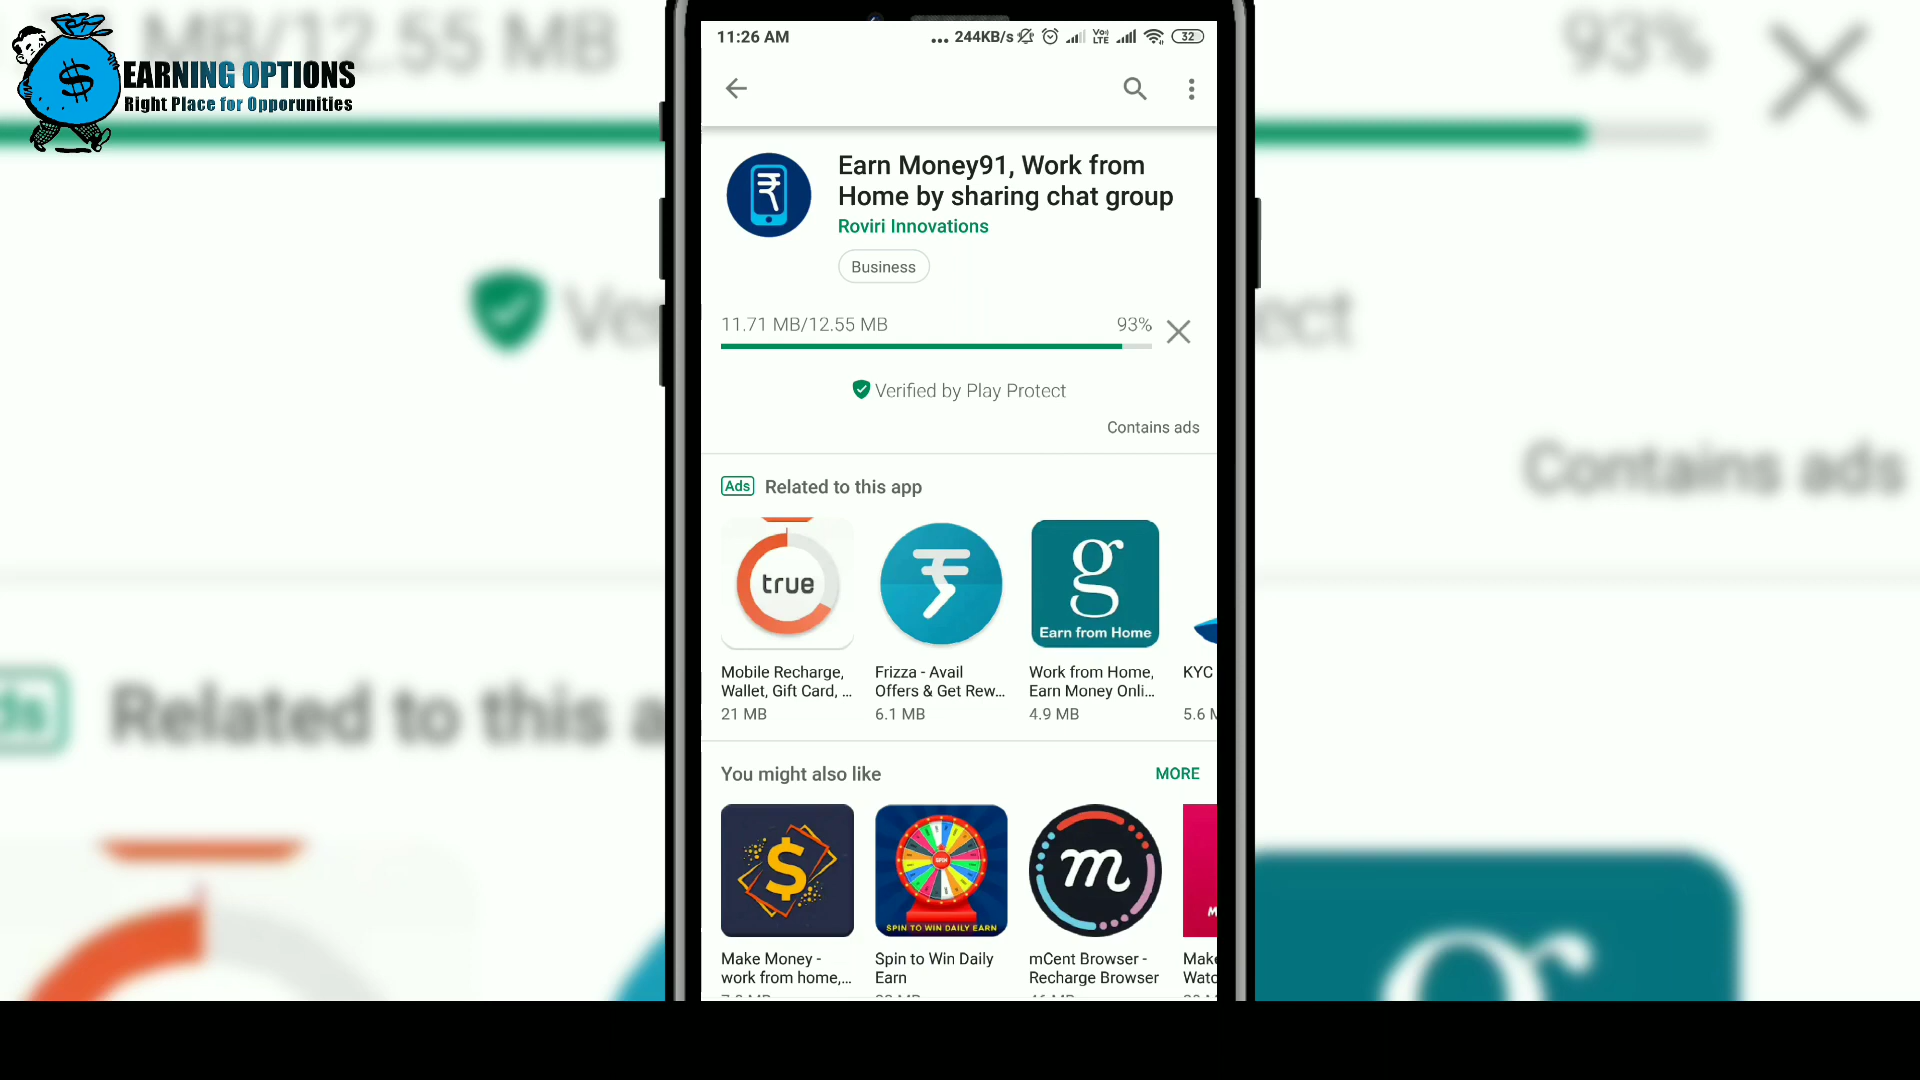 MB/12.55 MB
93%
EARNING OPTIONS
Right Place for Opporunities
11:26 AM
... 244KB/s
Vo))
LTE
32
Earn Money91, Work from
Home by sharing chat group
Roviri Innovations
Business
11.71 MB/12.55 MB
93%
Verified by Play Protect
Contains ads
Contains ads
Ads Related to this app
true
Earn from Home
Mobile Recharge,
Wallet, Gift Card, ...
21 MB
Frizza - Avail
Offers & Get Rew...
6.1 MB
Work from Home,
Earn Money Onli...
4.9 MB
KYC
5.6 M
Related to this a
You might also like
MORE
$
SPIN
SPIN TO WIN DAILY EARN
m
Make Money -
work from home,...
Spin to Win Daily
Earn
mCent Browser -
Recharge Browser
Make
Watc